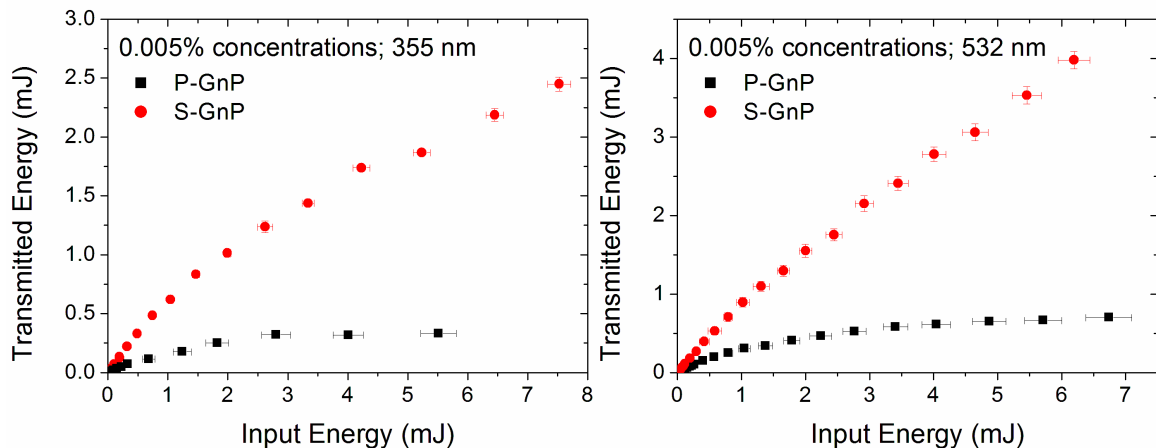 0.005% concentrations; 355 nm
P-GnP
S-GnP
Transmitted Energy (mJ)
3.0
2.5
2.0
1.5
1.0
0.5
0.0
0 1 2 3 4 5 6 7 8
Input Energy (mJ)
0.005% concentrations; 532 nm
P-GnP
S-GnP
Transmitted Energy (mJ)
4
3
2
1
0
0 1 2 3 4 5 6 7
Input Energy (mJ)